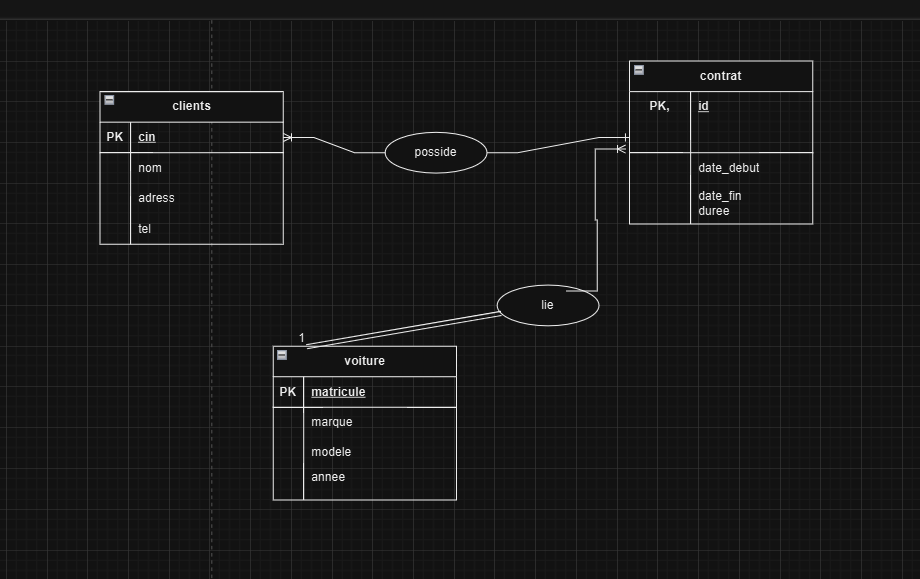 clients
PK cin
nom
adress
tel
posside
contrat
PK, id
date_debut
date_fin
duree
lie
1
voiture
PK matricule
marque
modele
annee